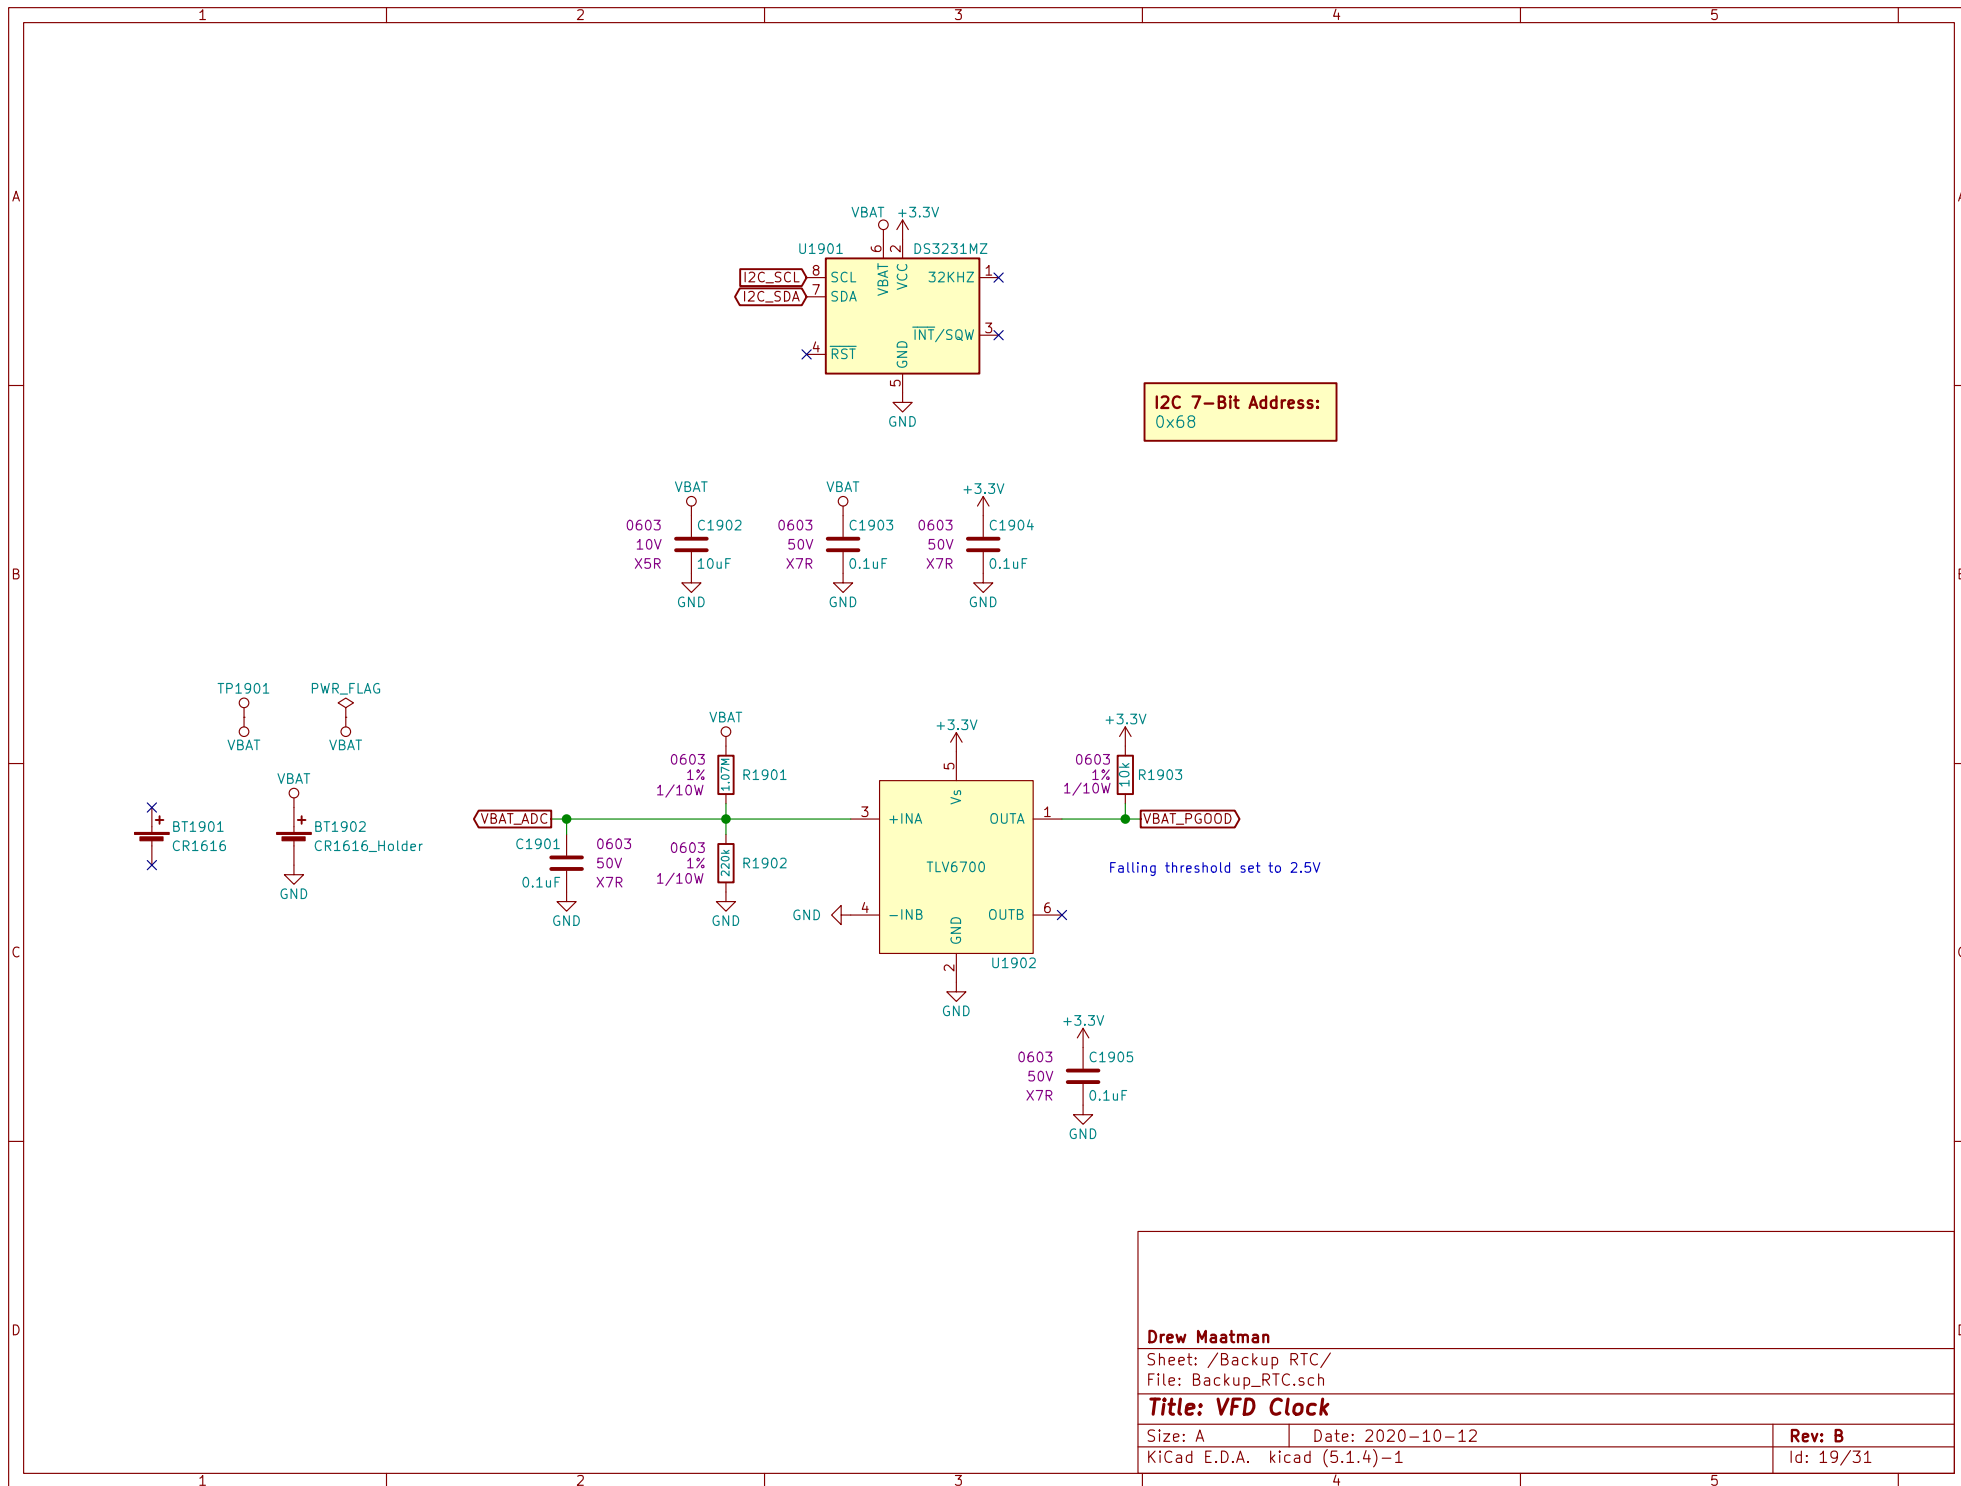 1 2 3 4 5
A
VBAT +3.3V
U1901 DS3231MZ
6 2
I2C_SCL 8 SCL VBAT VCC 32KHZ 1
I2C_SDA 7 SDA
INT/SQW 3
4 RST GND
5
GND
I2C 7-Bit Address:
0x68
VBAT VBAT +3.3V
0603 C1902 0603 C1903 0603 C1904
10V 50V 50V
X5R 10uF X7R 0.1uF X7R 0.1uF
GND GND GND
B
TP1901 PWR_FLAG
VBAT VBAT
VBAT
+
BT1901
CR1616
VBAT
+
BT1902
CR1616_Holder
GND
VBAT_ADC
C1901 0603
50V
0.1uF X7R
GND
0603
1%
1/10W
1.07M
R1901
0603
1%
1/10W
220k
R1902
GND
+3.3V
5
Vs
3 +INA OUTA 1
TLV6700
GND 4 -INB OUTB 6
GND
U1902
2
GND
+3.3V
0603
1%
1/10W
10k
R1903
VBAT_PGOOD
Falling threshold set to 2.5V
C
+3.3V
0603 C1905
50V
X7R 0.1uF
GND
D
Drew Maatman
Sheet: /Backup RTC/
File: Backup_RTC.sch
Title: VFD Clock
Size: A Date: 2020-10-12 Rev: B
KiCad E.D.A. kicad (5.1.4)-1 Id: 19/31
1 2 3 4 5